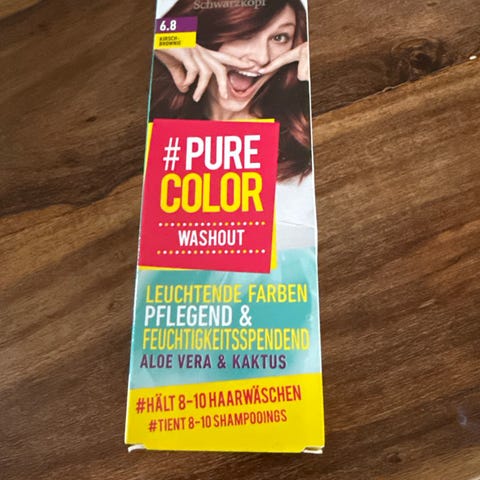 Schwarzkopf
6.8
KIRSCH-
BROWNIE
#PURE
COLOR
WASHOUT
LEUCHTENDE FARBEN
PFLEGEND &
FEUCHTIGKEITSSPENDEND
ALOE VERA & KAKTUS
#HÄLT 8-10 HAARWÄSCHEN
#TIENT 8-10 SHAMPOOINGS